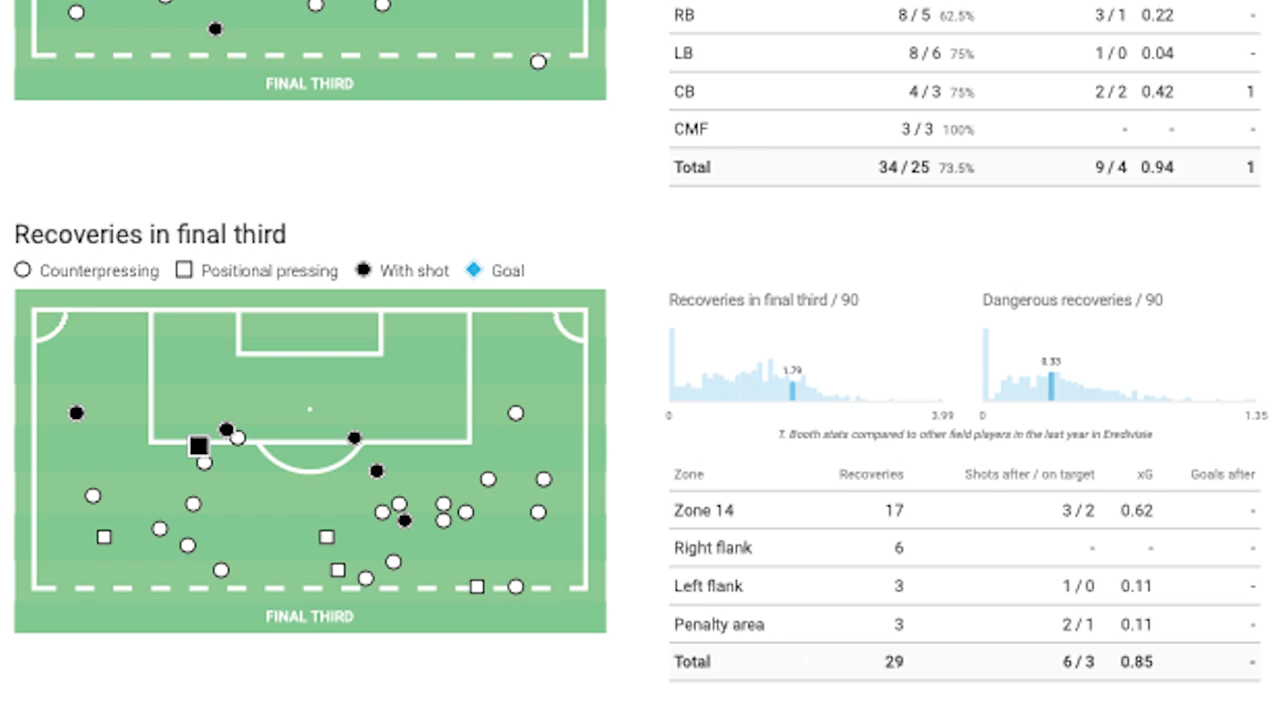 RB 8 / 5 62.5% 3 / 1 0.22 -
LB 8 / 6 75% 1 / 0 0.04 -
FINAL THIRD
CB 4 / 3 75% 2 / 2 0.42 1
CMF 3 / 3 100% - - -
Total 34 / 25 73.5% 9 / 4 0.94 1
Recoveries in final third
Counterpressing Positional pressing With shot Goal
Recoveries in final third / 90 Dangerous recoveries / 90
1.79 0.33
0 3.99 0 1.35
T. Booth stats compared to other field players in the last year in Eredivisie
Zone Recoveries Shots after / on target xG Goals after
Zone 14 17 3 / 2 0.62 -
Right flank 6 - - -
Left flank 3 1 / 0 0.11 -
FINAL THIRD
Penalty area 3 2 / 1 0.11 -
Total 29 6 / 3 0.85 -